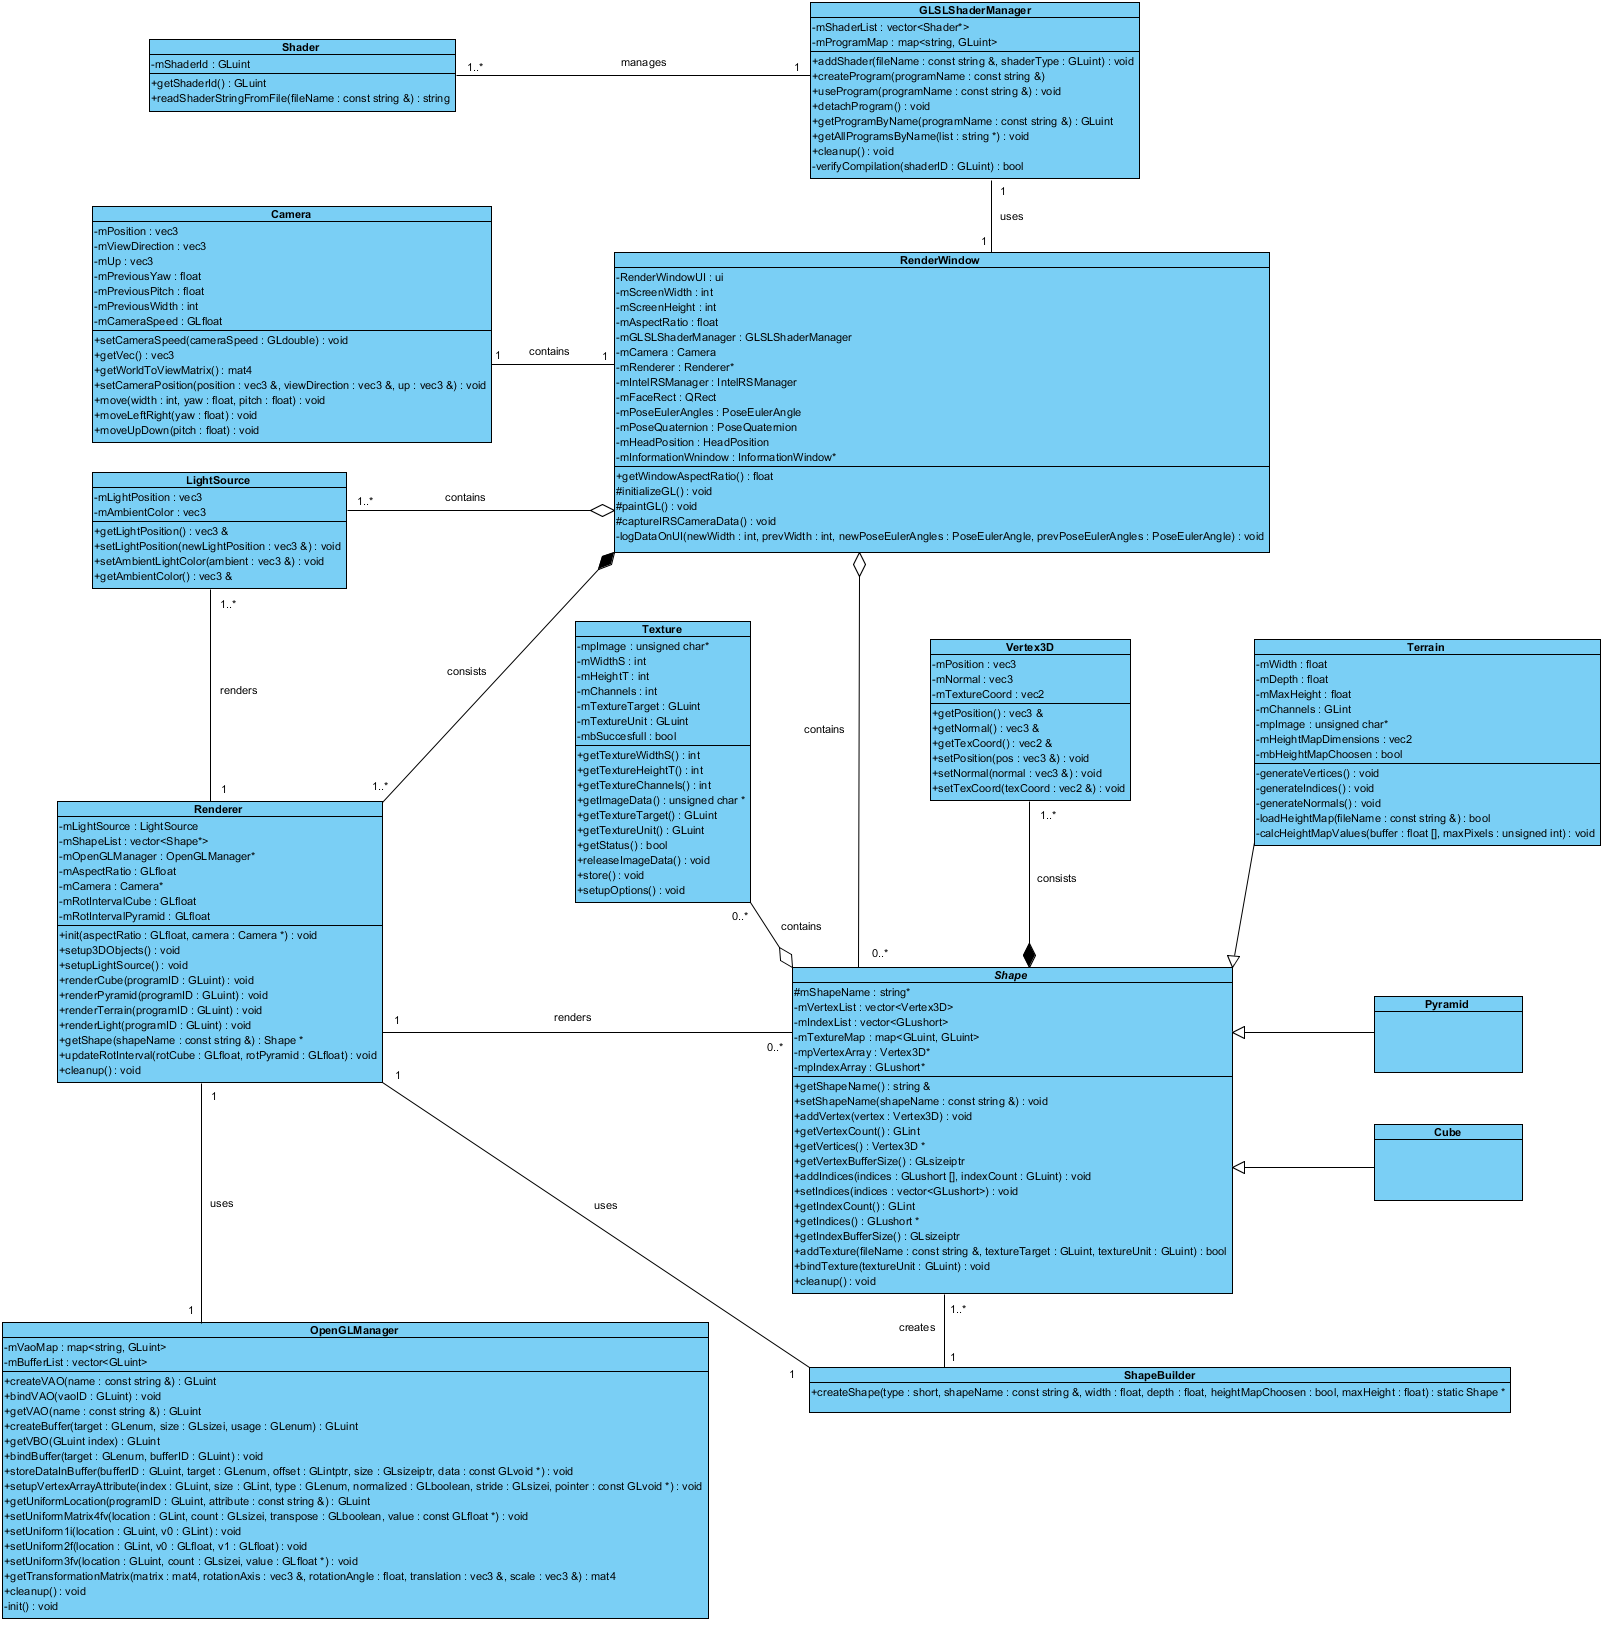 GLSLShaderManager
-mShaderList : vector<Shader*>
-mProgramMap : map<string, GLuint>
+addShader(fileName : const string &, shaderType : GLuint) : void
+createProgram(programName : const string &)
+useProgram(programName : const string &) : void
+detachProgram() : void
+getProgramByName(programName : const string &) : GLuint
+getAllProgramsByName(list : string *) : void
+cleanup() : void
-verifyCompilation(shaderID : GLuint) : bool
Shader
-mShaderId : GLuint
+getShaderId() : GLuint
+readShaderStringFromFile(fileName : const string &) : string
1..*
manages
1
1
uses
1
Camera
-mPosition : vec3
-mViewDirection : vec3
-mUp : vec3
-mPreviousYaw : float
-mPreviousPitch : float
-mPreviousWidth : int
-mCameraSpeed : GLfloat
+setCameraSpeed(cameraSpeed : GLdouble) : void
+getVec() : vec3
+getWorldToViewMatrix() : mat4
+setCameraPosition(position : vec3 &, viewDirection : vec3 &, up : vec3 &) : void
+move(width : int, yaw : float, pitch : float) : void
+moveLeftRight(yaw : float) : void
+moveUpDown(pitch : float) : void
1
contains
1
RenderWindow
-RenderWindowUI : ui
-mScreenWidth : int
-mScreenHeight : int
-mAspectRatio : float
-mGLSLShaderManager : GLSLShaderManager
-mCamera : Camera
-mRenderer : Renderer*
-mIntelRSManager : IntelRSManager
-mFaceRect : QRect
-mPoseEulerAngles : PoseEulerAngle
-mPoseQuaternion : PoseQuaternion
-mHeadPosition : HeadPosition
-mInformationWnindow : InformationWindow*
+getWindowAspectRatio() : float
#initializeGL() : void
#paintGL() : void
#captureIRSCameraData() : void
-logDataOnUI(newWidth : int, prevWidth : int, newPoseEulerAngles : PoseEulerAngle, prevPoseEulerAngles : PoseEulerAngle) : void
LightSource
-mLightPosition : vec3
-mAmbientColor : vec3
+getLightPosition() : vec3 &
+setLightPosition(newLightPosition : vec3 &) : void
+setAmbientLightColor(ambient : vec3 &) : void
+getAmbientColor() : vec3 &
1..*
contains
1..*
renders
1
consists
1..*
Texture
-mpImage : unsigned char*
-mWidthS : int
-mHeightT : int
-mChannels : int
-mTextureTarget : GLuint
-mTextureUnit : GLuint
-mbSuccesfull : bool
+getTextureWidthS() : int
+getTextureHeightT() : int
+getTextureChannels() : int
+getImageData() : unsigned char *
+getTextureTarget() : GLuint
+getTextureUnit() : GLuint
+getStatus() : bool
+releaseImageData() : void
+store() : void
+setupOptions() : void
0..*
contains
contains
0..*
Vertex3D
-mPosition : vec3
-mNormal : vec3
-mTextureCoord : vec2
+getPosition() : vec3 &
+getNormal() : vec3 &
+getTexCoord() : vec2 &
+setPosition(pos : vec3 &) : void
+setNormal(normal : vec3 &) : void
+setTexCoord(texCoord : vec2 &) : void
1..*
consists
Terrain
-mWidth : float
-mDepth : float
-mMaxHeight : float
-mChannels : GLint
-mpImage : unsigned char*
-mHeightMapDimensions : vec2
-mbHeightMapChoosen : bool
-generateVertices() : void
-generateIndices() : void
-generateNormals() : void
-loadHeightMap(fileName : const string &) : bool
-calcHeightMapValues(buffer : float [], maxPixels : unsigned int) : void
Renderer
-mLightSource : LightSource
-mShapeList : vector<Shape*>
-mOpenGLManager : OpenGLManager*
-mAspectRatio : GLfloat
-mCamera : Camera*
-mRotIntervalCube : GLfloat
-mRotIntervalPyramid : GLfloat
+init(aspectRatio : GLfloat, camera : Camera *) : void
+setup3DObjects() : void
+setupLightSource() : void
+renderCube(programID : GLuint) : void
+renderPyramid(programID : GLuint) : void
+renderTerrain(programID : GLuint) : void
+renderLight(programID : GLuint) : void
+getShape(shapeName : const string &) : Shape *
+updateRotInterval(rotCube : GLfloat, rotPyramid : GLfloat) : void
+cleanup() : void
1
renders
0..*
Shape
#mShapeName : string*
-mVertexList : vector<Vertex3D>
-mIndexList : vector<GLushort>
-mTextureMap : map<GLuint, GLuint>
-mpVertexArray : Vertex3D*
-mpIndexArray : GLushort*
+getShapeName() : string &
+setShapeName(shapeName : const string &) : void
+addVertex(vertex : Vertex3D) : void
+getVertexCount() : GLint
+getVertices() : Vertex3D *
+getVertexBufferSize() : GLsizeiptr
+addIndices(indices : GLushort [], indexCount : GLuint) : void
+setIndices(indices : vector<GLushort>) : void
+getIndexCount() : GLint
+getIndices() : GLushort *
+getIndexBufferSize() : GLsizeiptr
+addTexture(fileName : const string &, textureTarget : GLuint, textureUnit : GLuint) : bool
+bindTexture(textureUnit : GLuint) : void
+cleanup() : void
Pyramid
Cube
1
uses
1
1
uses
1
1..*
creates
1
ShapeBuilder
+createShape(type : short, shapeName : const string &, width : float, depth : float, heightMapChoosen : bool, maxHeight : float) : static Shape *
OpenGLManager
-mVaoMap : map<string, GLuint>
-mBufferList : vector<GLuint>
+createVAO(name : const string &) : GLuint
+bindVAO(vaoID : GLuint) : void
+getVAO(name : const string &) : GLuint
+createBuffer(target : GLenum, size : GLsizei, usage : GLenum) : GLuint
+getVBO(GLuint index) : GLuint
+bindBuffer(target : GLenum, bufferID : GLuint) : void
+storeDataInBuffer(bufferID : GLuint, target : GLenum, offset : GLintptr, size : GLsizeiptr, data : const GLvoid *) : void
+setupVertexArrayAttribute(index : GLuint, size : GLint, type : GLenum, normalized : GLboolean, stride : GLsizei, pointer : const GLvoid *) : void
+getUniformLocation(programID : GLuint, attribute : const string &) : GLuint
+setUniformMatrix4fv(location : GLint, count : GLsizei, transpose : GLboolean, value : const GLfloat *) : void
+setUniform1i(location : GLuint, v0 : GLint) : void
+setUniform2f(location : GLint, v0 : GLfloat, v1 : GLfloat) : void
+setUniform3fv(location : GLuint, count : GLsizei, value : GLfloat *) : void
+getTransformationMatrix(matrix : mat4, rotationAxis : vec3 &, rotationAngle : float, translation : vec3 &, scale : vec3 &) : mat4
+cleanup() : void
-init() : void